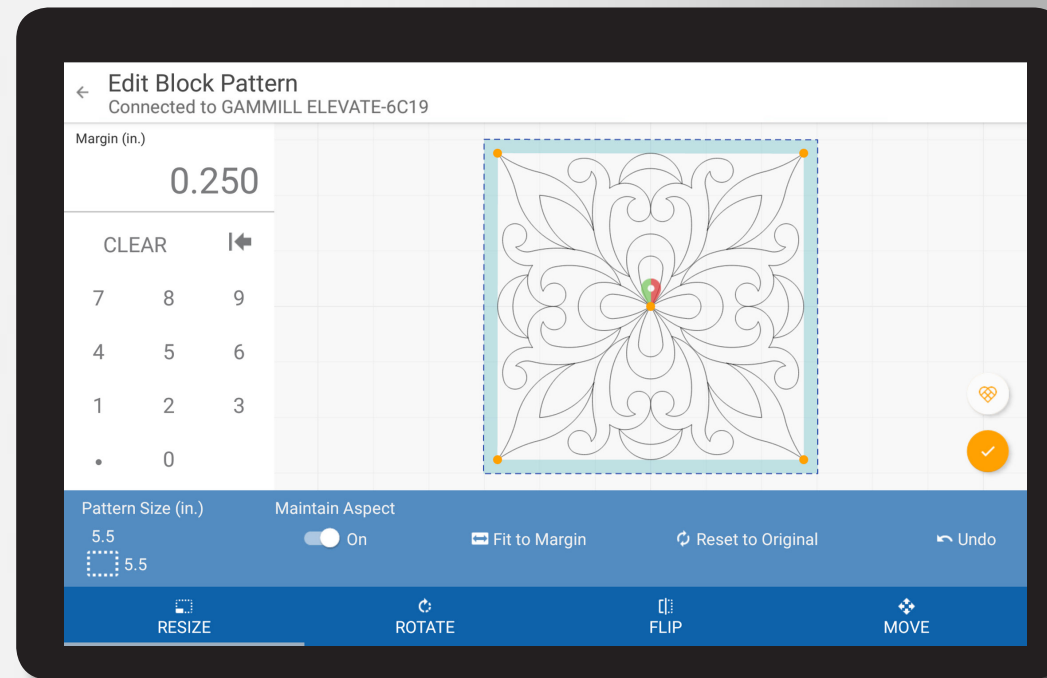 Edit Block Pattern
Connected to GAMMILL ELEVATE-6C19
Margin (in.)
0.250
CLEAR
7 8 9
4 5 6
1 2 3
. 0
Pattern Size (in.)
Maintain Aspect
5.5
5.5
On
Fit to Margin
Reset to Original
Undo
RESIZE
ROTATE
FLIP
MOVE